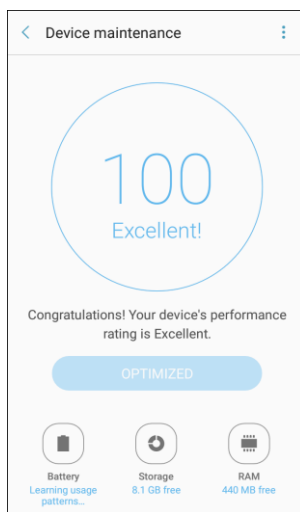 Device maintenance
100
Excellent!
Congratulations! Your device's performance
rating is Excellent.
OPTIMIZED
Battery
Learning usage
patterns...
Storage
8.1 GB free
RAM
440 MB free